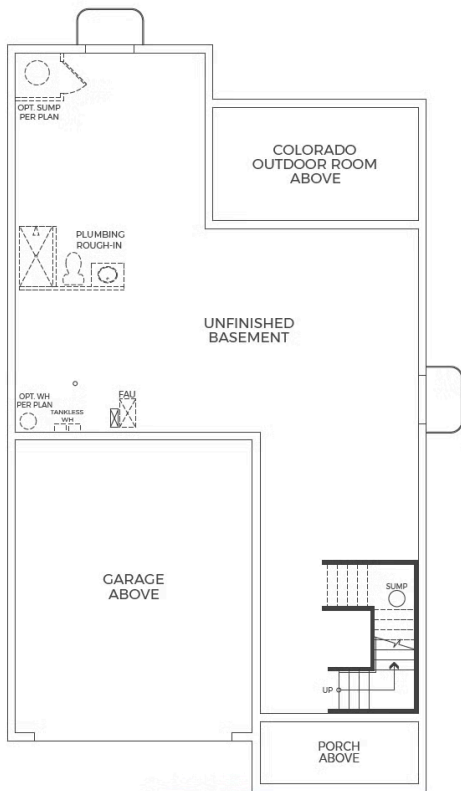 OPT. SUMP
PER PLAN
COLORADO
OUTDOOR ROOM
ABOVE
PLUMBING
ROUGH-IN
UNFINISHED
BASEMENT
OPT. WH
PER PLAN
TANKLESS
WH
FAU
GARAGE
ABOVE
SUMP
UP
PORCH
ABOVE